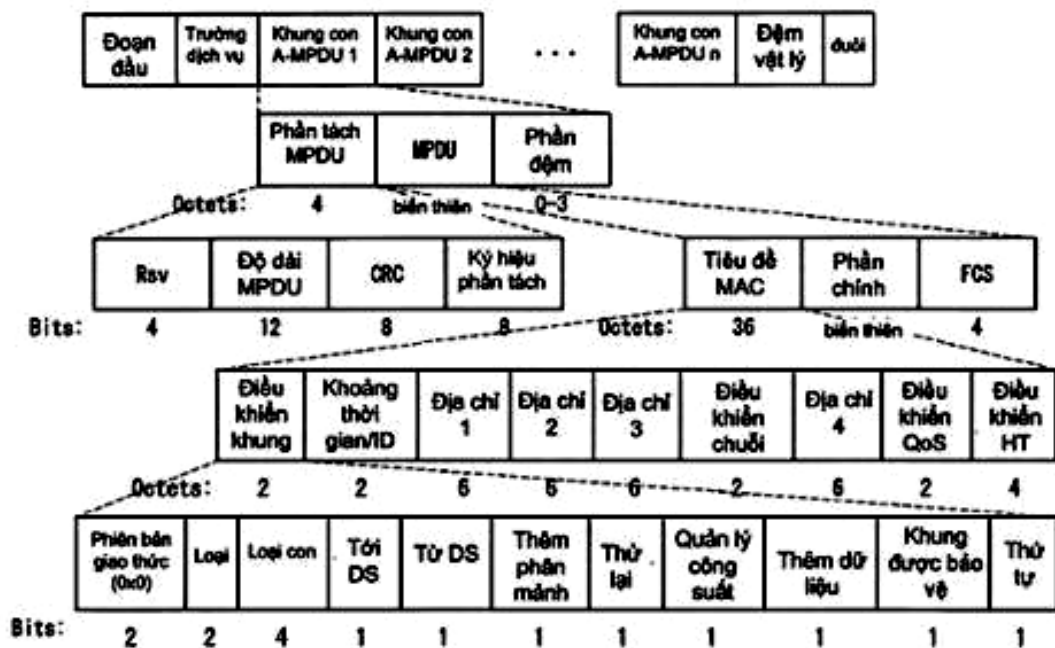 Đoạn đầu
Trường dịch vụ
Khung con A-MPDU 1
Khung con A-MPDU 2
...
Khung con A-MPDU n
Đệm vật lý
đuôi
Phần tách MPDU
MPDU
Phần đệm
Octets: 4 biến thiên 0-3
Rsv
Độ dài MPDU
CRC
Ký hiệu phân tách
Tiêu đề MAC
Phần chính
FCS
Bits: 4 12 8 8
Octets: 36 biến thiên 4
Điều khiển khung
Khoảng thời gian/ID
Địa chỉ 1
Địa chỉ 2
Địa chỉ 3
Điều khiển chuỗi
Địa chỉ 4
Điều khiển QoS
Điều khiển HT
Octets: 2 2 6 6 6 2 6 2 4
Phiên bản giao thức (0x0)
Loại
Loại con
Tới DS
Từ DS
Thêm phân mảnh
Thử lại
Quản lý công suất
Thêm dữ liệu
Khung được bảo vệ
Thứ tự
Bits: 2 2 4 1 1 1 1 1 1 1 1